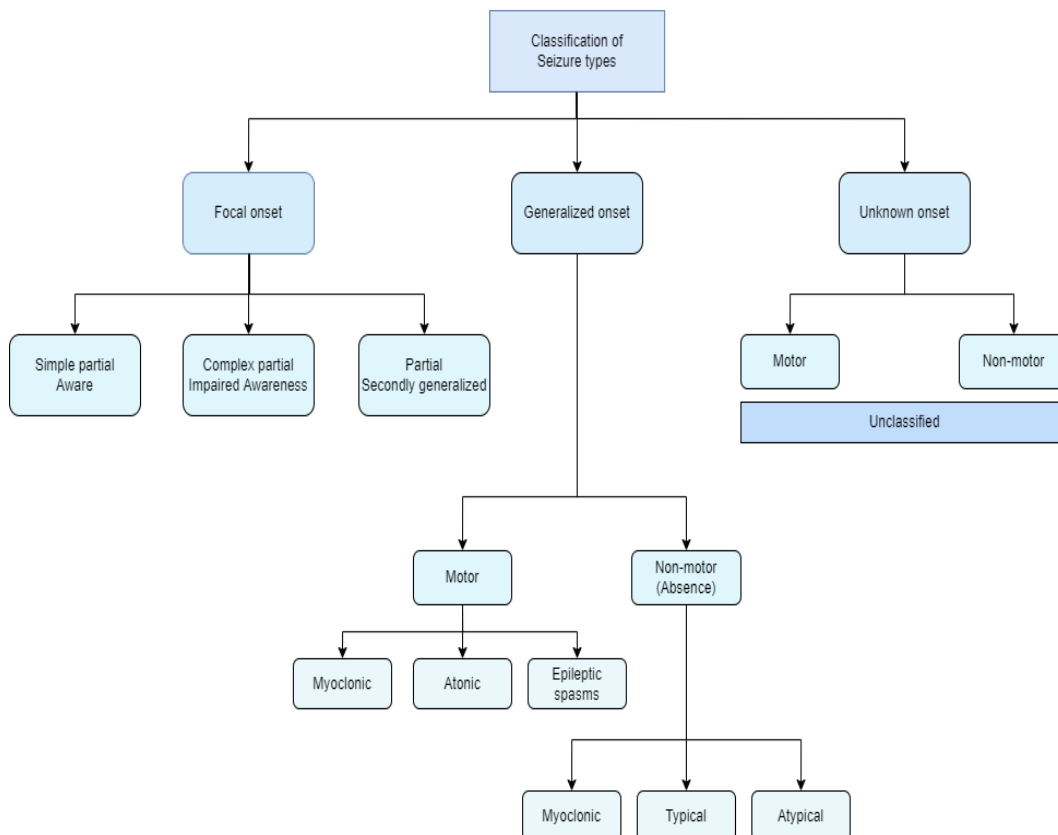 Classification of
Seizure types
Focal onset
Generalized onset
Unknown onset
Simple partial
Aware
Complex partial
Impaired Awareness
Partial
Secondly generalized
Motor
Non-motor
Unclassified
Motor
Non-motor
(Absence)
Myoclonic
Atonic
Epileptic
spasms
Myoclonic
Typical
Atypical